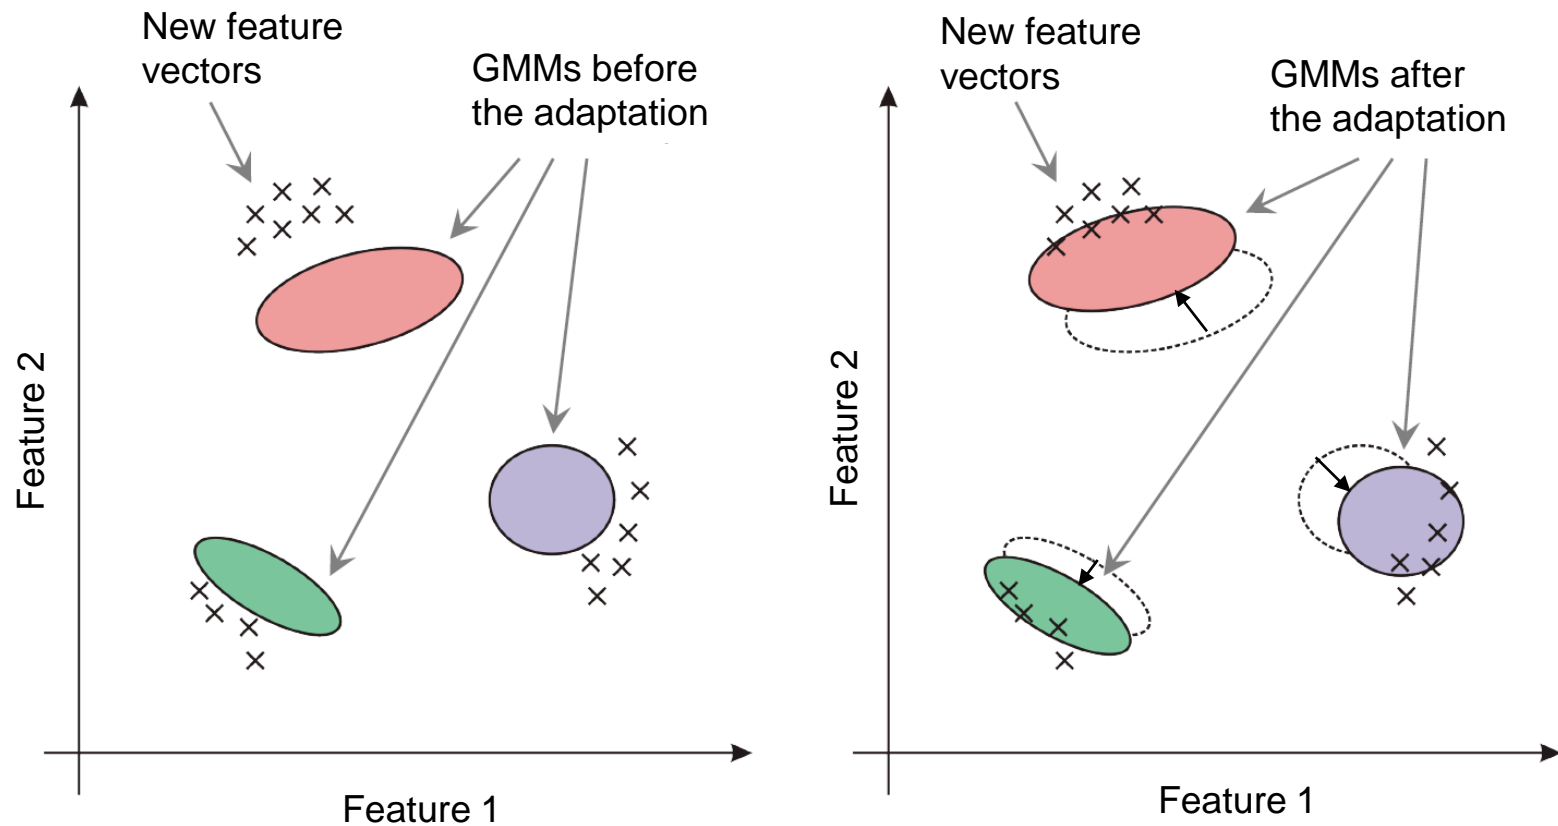 New feature
vectors
GMMs before
the adaptation
Feature 2
Feature 1
New feature
vectors
GMMs after
the adaptation
Feature 2
Feature 1